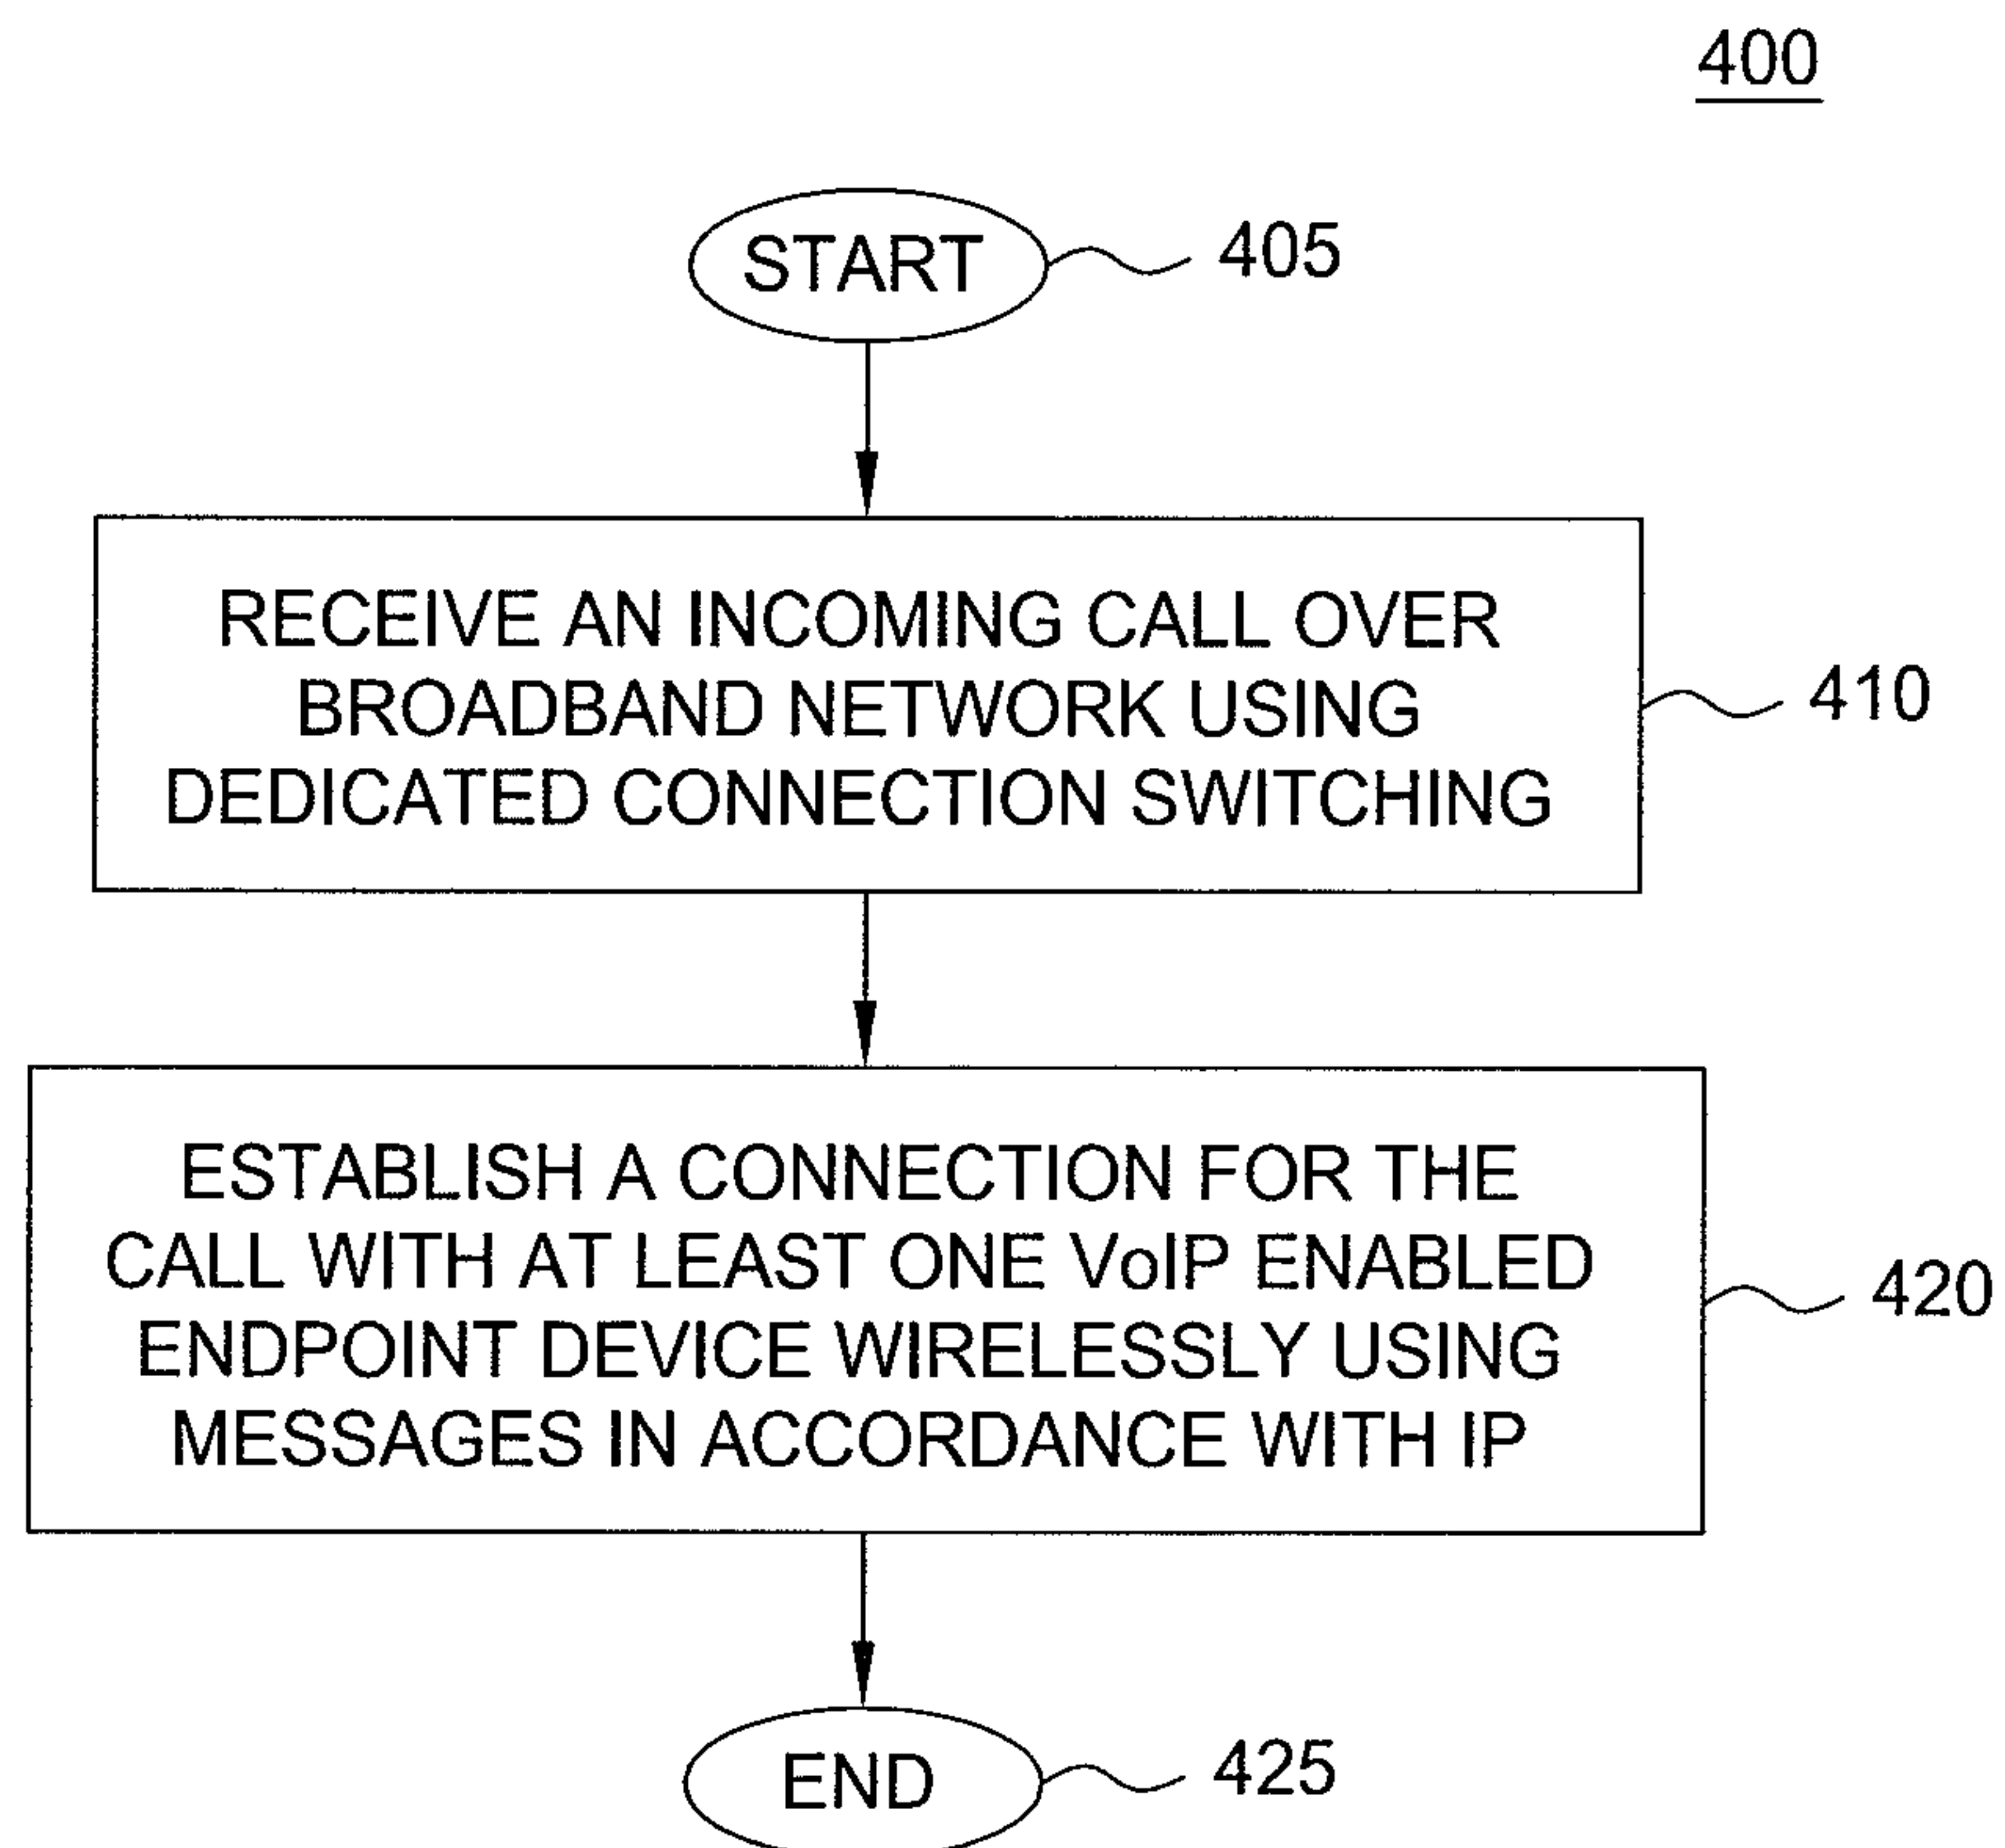 400
START
405
RECEIVE AN INCOMING CALL OVER
BROADBAND NETWORK USING
DEDICATED CONNECTION SWITCHING
410
ESTABLISH A CONNECTION FOR THE
CALL WITH AT LEAST ONE VoIP ENABLED
ENDPOINT DEVICE WIRELESSLY USING
MESSAGES IN ACCORDANCE WITH IP
420
END
425